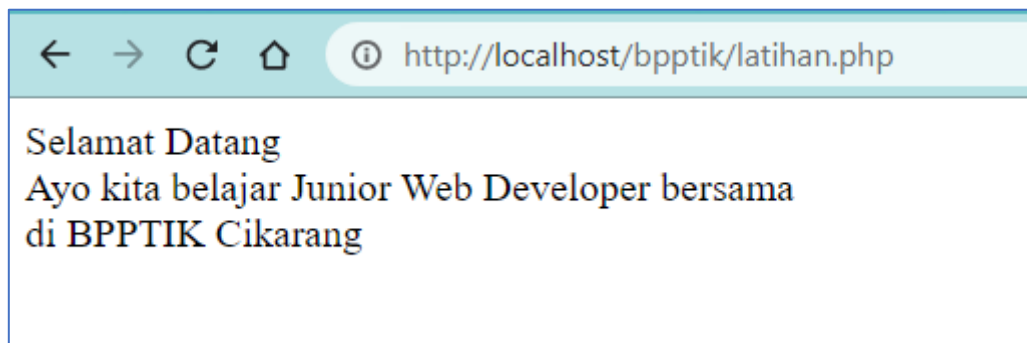 http://localhost/bpptik/latihan.php
Selamat Datang
Ayo kita belajar Junior Web Developer bersama
di BPPTIK Cikarang